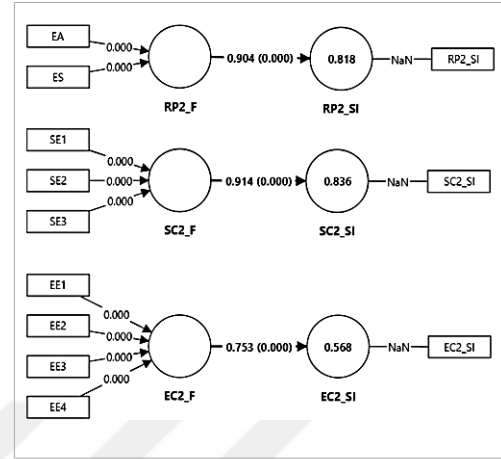 EA
0.000
ES
0.000
0.904 (0.000)
0.818
NaN
RP2_SI
RP2_F
RP2_SI
SE1
0.000
SE2
0.000
SE3
0.000
0.914 (0.000)
0.836
NaN
SC2_SI
SC2_F
SC2_SI
EE1
0.000
EE2
0.000
EE3
0.000
EE4
0.000
0.753 (0.000)
0.568
NaN
EC2_SI
EC2_F
EC2_SI